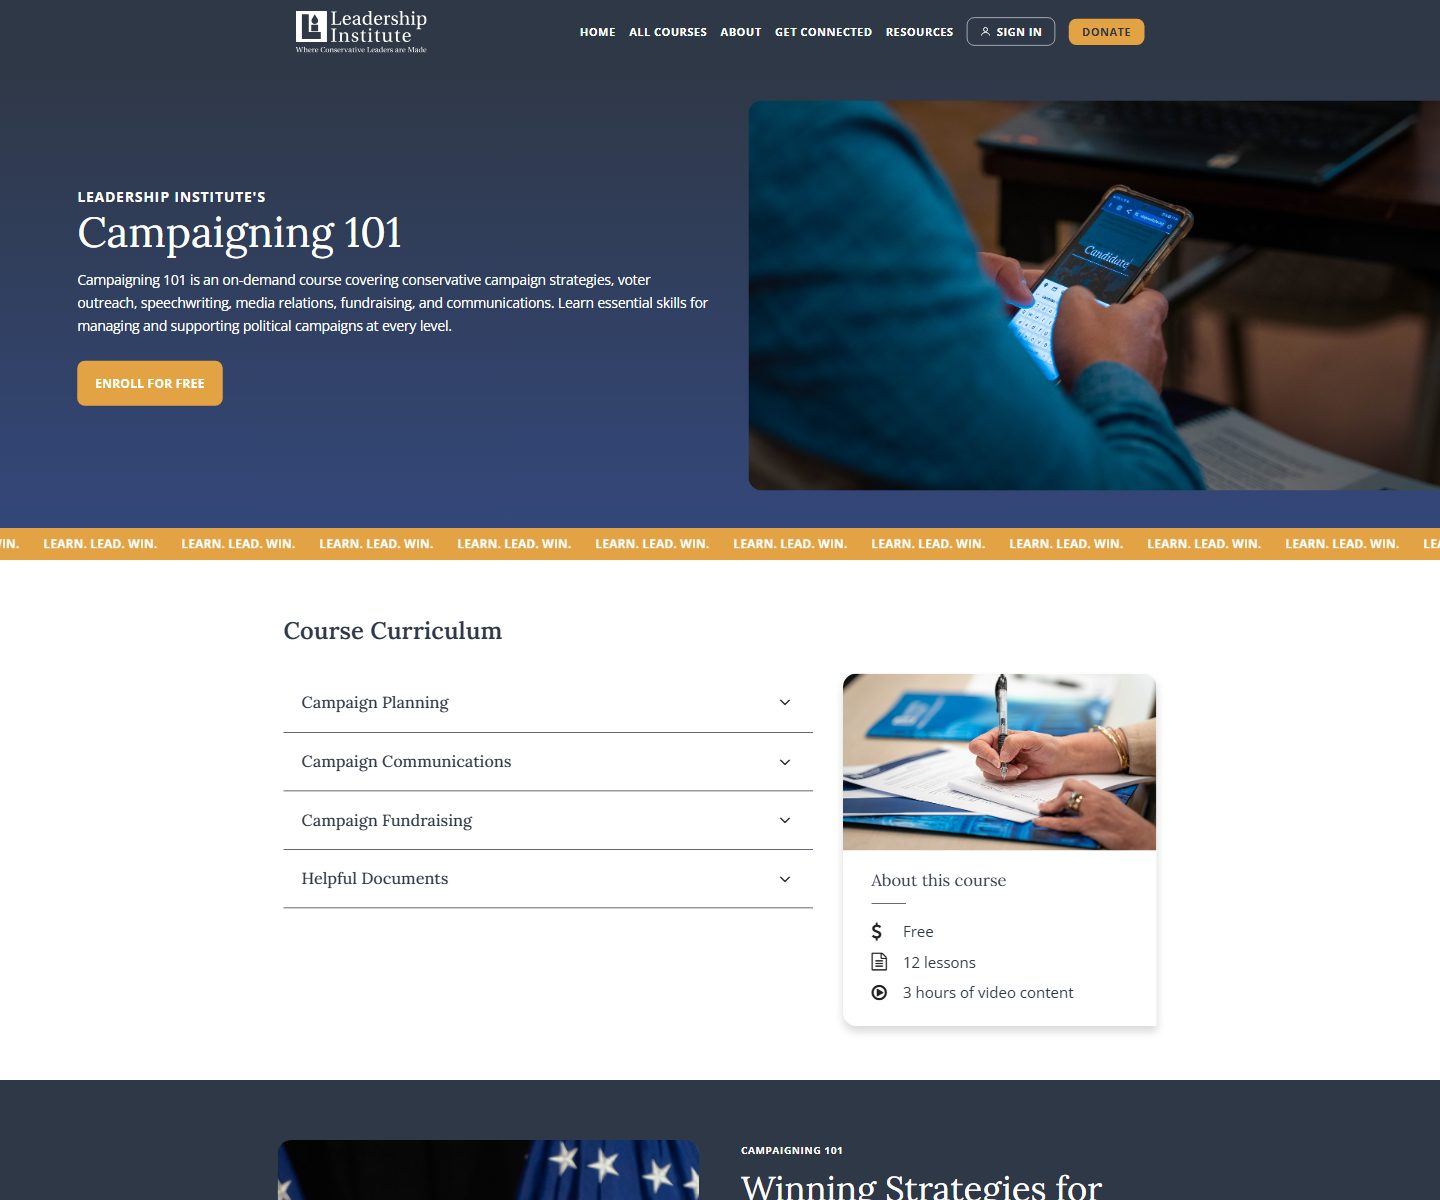 Leadership
Institute
Where Conservative Leaders are Made
HOME
ALL COURSES
ABOUT
GET CONNECTED
RESOURCES
SIGN IN
DONATE
LEADERSHIP INSTITUTE'S
Campaigning 101
Campaigning 101 is an on-demand course covering conservative campaign strategies, voter
outreach, speechwriting, media relations, fundraising, and communications. Learn essential skills for
managing and supporting political campaigns at every level.
ENROLL FOR FREE
Candidate
IN. LEARN. LEAD. WIN. LEARN. LEAD. WIN. LEARN. LEAD. WIN. LEARN. LEAD. WIN. LEARN. LEAD. WIN. LEARN. LEAD. WIN. LEARN. LEAD. WIN. LEARN. LEAD. WIN. LEARN. LEAD. WIN. LEARN. LEAD. WIN. LE
Course Curriculum
Campaign Planning
Campaign Communications
Campaign Fundraising
Helpful Documents
About this course
Free
12 lessons
3 hours of video content
CAMPAIGNING 101
Winning Strategies for